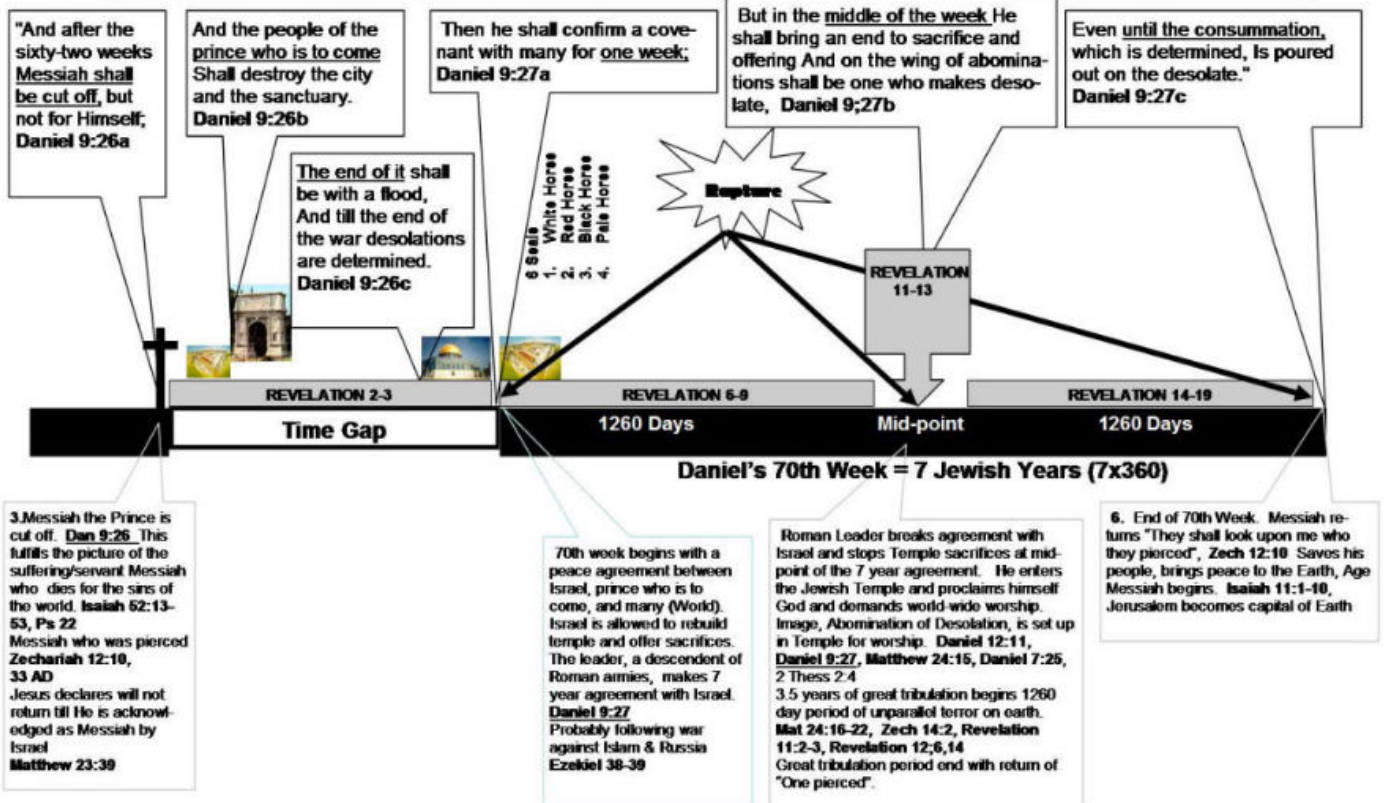 "And after the
sixty-two weeks
Messiah shall
be cut off, but
not for Himself;
Daniel 9:26a
And the people of the
prince who is to come
Shall destroy the city
and the sanctuary.
Daniel 9:26b
The end of it shall
be with a flood,
And till the end of
the war desolations
are determined.
Daniel 9:26c
Then he shall confirm a cove-
nant with many for one week;
Daniel 9:27a
But in the middle of the week He
shall bring an end to sacrifice and
offering And on the wing of abomina-
tions shall be one who makes deso-
late, Daniel 9;27b
Even until the consummation,
which is determined, Is poured
out on the desolate."
Daniel 9:27c
6 Seals
1. White Horse
2. Red Horse
3. Black Horse
4. Pale Horse
Rapture
REVELATION
11-13
REVELATION 2-3
REVELATION 6-9
REVELATION 14-19
Time Gap
1260 Days
Mid-point
1260 Days
Daniel's 70th Week = 7 Jewish Years (7x360)
3.Messiah the Prince is
cut off. Dan 9:26 This
fulfills the picture of the
suffering/servant Messiah
who dies for the sins of
the world. Isaiah 52:13-
53, Ps 22
Messiah who was pierced
Zechariah 12:10,
33 AD
Jesus declares will not
return till He is acknowl-
edged as Messiah by
Israel
Matthew 23:39
70th week begins with a
peace agreement between
Israel, prince who is to
come, and many (World).
Israel is allowed to rebuild
temple and offer sacrifices.
The leader, a descendent of
Roman armies, makes 7
year agreement with Israel.
Daniel 9:27
Probably following war
against Islam & Russia
Ezekiel 38-39
Roman Leader breaks agreement with
Israel and stops Temple sacrifices at mid-
point of the 7 year agreement. He enters
the Jewish Temple and proclaims himself
God and demands world-wide worship.
Image, Abomination of Desolation, is set up
in Temple for worship. Daniel 12:11,
Daniel 9:27, Matthew 24:15, Daniel 7:25,
2 Thess 2:4
3.5 years of great tribulation begins 1260
day period of unparallel terror on earth.
Mat 24:16-22, Zech 14:2, Revelation
11:2-3, Revelation 12;6,14
Great tribulation period end with return of
"One pierced".
6. End of 70th Week. Messiah re-
turns "They shall look upon me who
they pierced", Zech 12:10 Saves his
people, brings peace to the Earth, Age
Messiah begins. Isaiah 11:1-10,
Jerusalem becomes capital of Earth